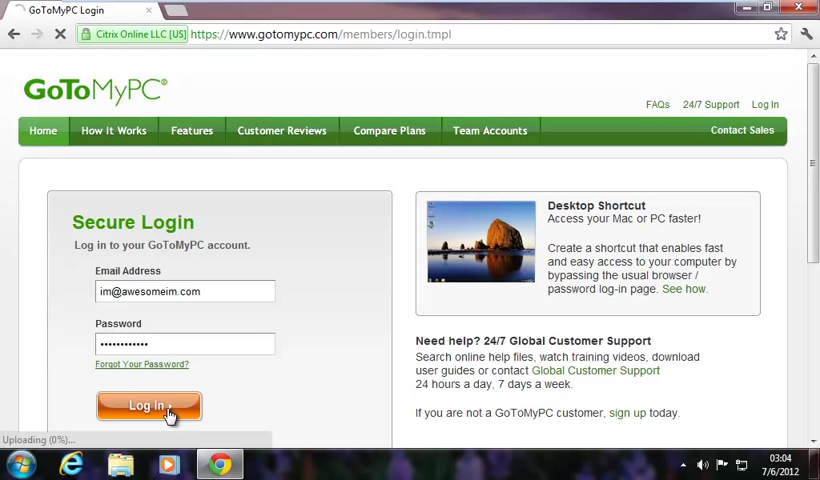 GoToMyPC Login
Citrix Online LLC [US] https://www.gotomypc.com/members/login.tmpl
GoToMyPC®
FAQs 24/7 Support Log In
Home How It Works Features Customer Reviews Compare Plans Team Accounts Contact Sales
Secure Login
Log in to your GoToMyPC account.
Email Address
im@awesomeim.com
Password
••••••••••••
Forgot Your Password?
Log In
Desktop Shortcut
Access your Mac or PC faster!
Create a shortcut that enables fast
and easy access to your computer by
bypassing the usual browser /
password log-in page. See how.
Need help? 24/7 Global Customer Support
Search online help files, watch training videos, download
user guides or contact Global Customer Support
24 hours a day, 7 days a week.
If you are not a GoToMyPC customer, sign up today.
Uploading (0%)...
03:04
7/6/2012